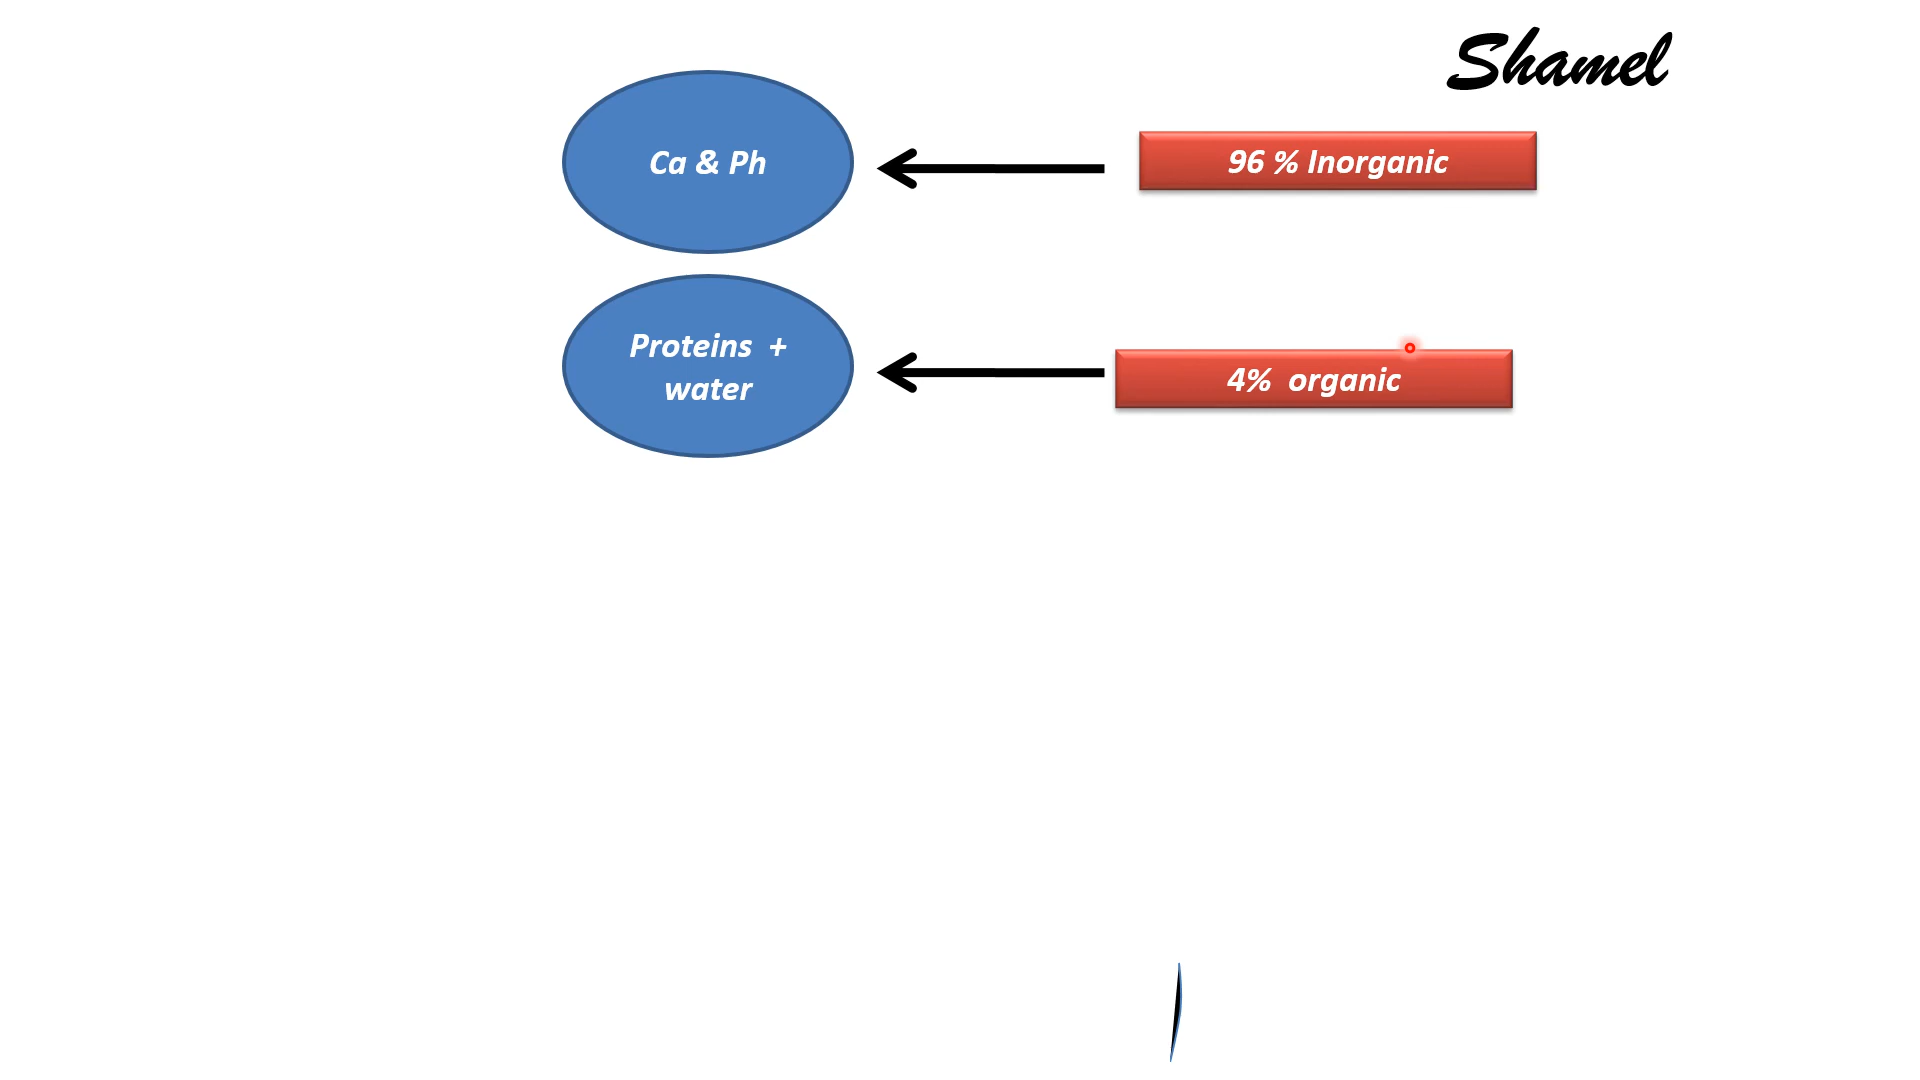 Shamel
Ca & Ph
96 % Inorganic
Proteins +
water
4% organic